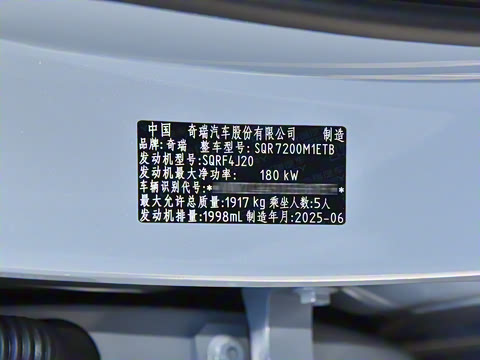 中国 奇瑞汽车股份有限公司 制造
品牌:奇瑞 整车型号:SQR7200M1ETB
发动机型号:SQRF4J20
发动机最大净功率: 180 kW
车辆识别代号:* *
最大允许总质量:1917 kg 乘坐人数:5人
发动机排量:1998mL 制造年月:2025-06